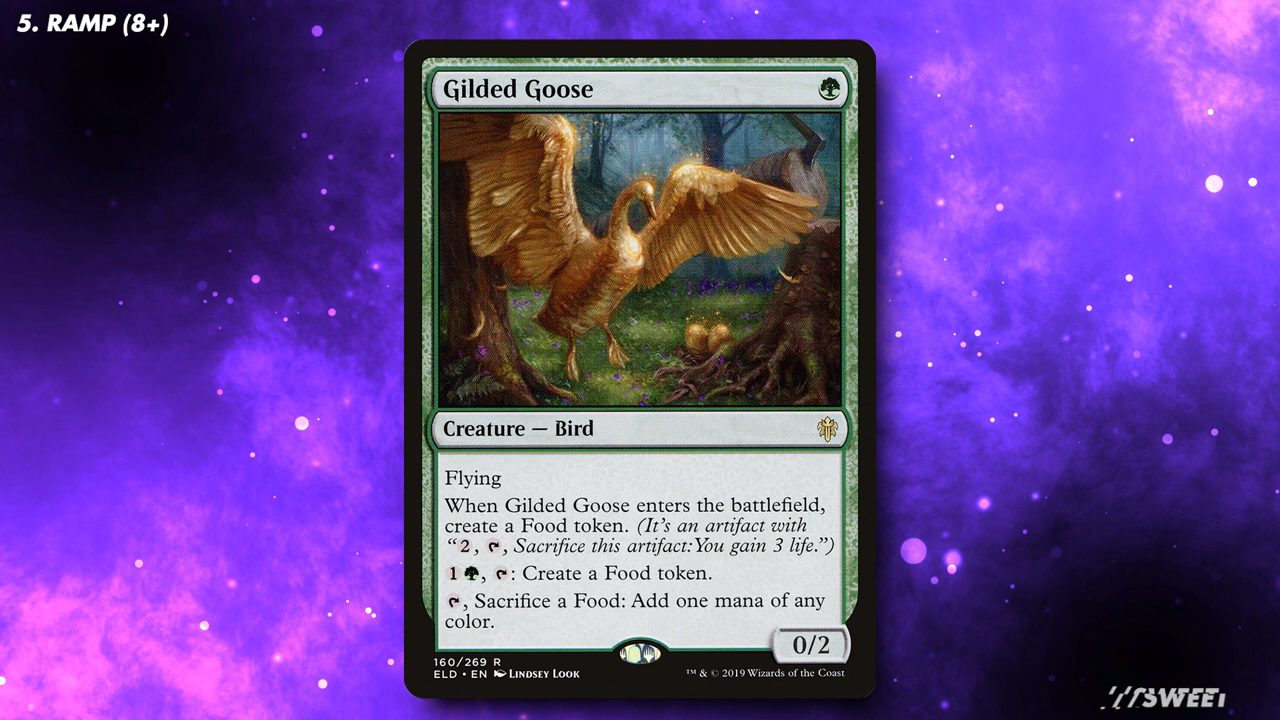 5. RAMP (8+)
Gilded Goose
Creature — Bird
Flying
When Gilded Goose enters the battlefield,
create a Food token. (It's an artifact with
"2, Sacrifice this artifact:You gain 3 life.")
1, : Create a Food token.
, Sacrifice a Food: Add one mana of any
color.
0/2
160/269 R
ELD • EN LINDSEY LOOK
™ & © 2019 Wizards of the Coast
SWEET